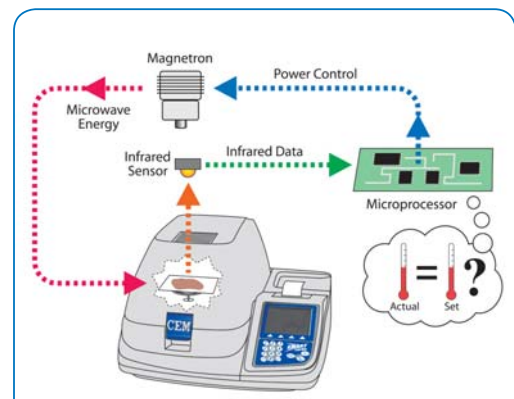 Magnetron
Power Control
Microwave
Energy
Infrared
Sensor
Infrared Data
Microprocessor
= ?
Actual
Set
CEM